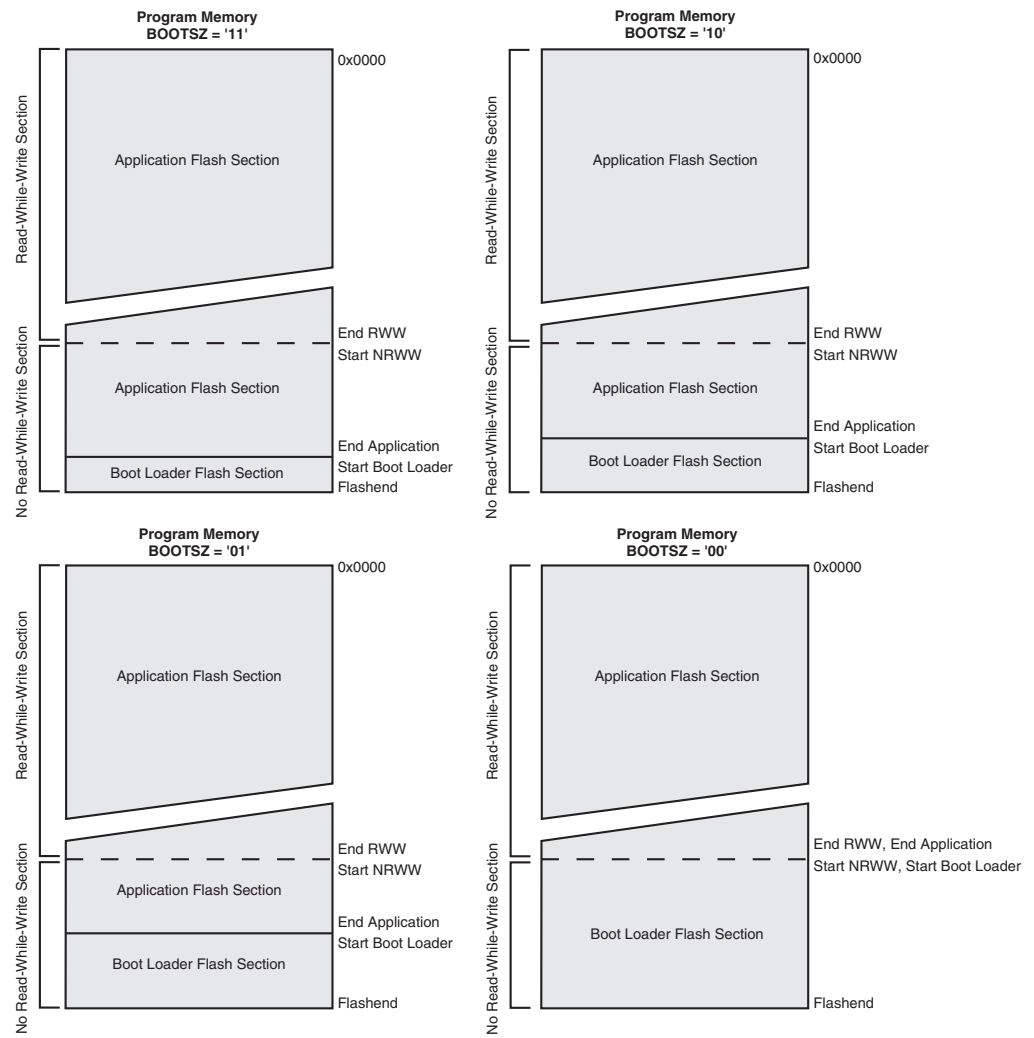 Program Memory
BOOTSZ = '11'
0x0000
Read-While-Write Section
Application Flash Section
End RWW
Start NRWW
No Read-While-Write Section
Application Flash Section
End Application
Start Boot Loader
Boot Loader Flash Section
Flashend
Program Memory
BOOTSZ = '10'
0x0000
Read-While-Write Section
Application Flash Section
End RWW
Start NRWW
No Read-While-Write Section
Application Flash Section
End Application
Start Boot Loader
Boot Loader Flash Section
Flashend
Program Memory
BOOTSZ = '01'
0x0000
Read-While-Write Section
Application Flash Section
End RWW
Start NRWW
No Read-While-Write Section
Application Flash Section
End Application
Start Boot Loader
Boot Loader Flash Section
Flashend
Program Memory
BOOTSZ = '00'
0x0000
Read-While-Write Section
Application Flash Section
End RWW, End Application
Start NRWW, Start Boot Loader
No Read-While-Write Section
Boot Loader Flash Section
Flashend